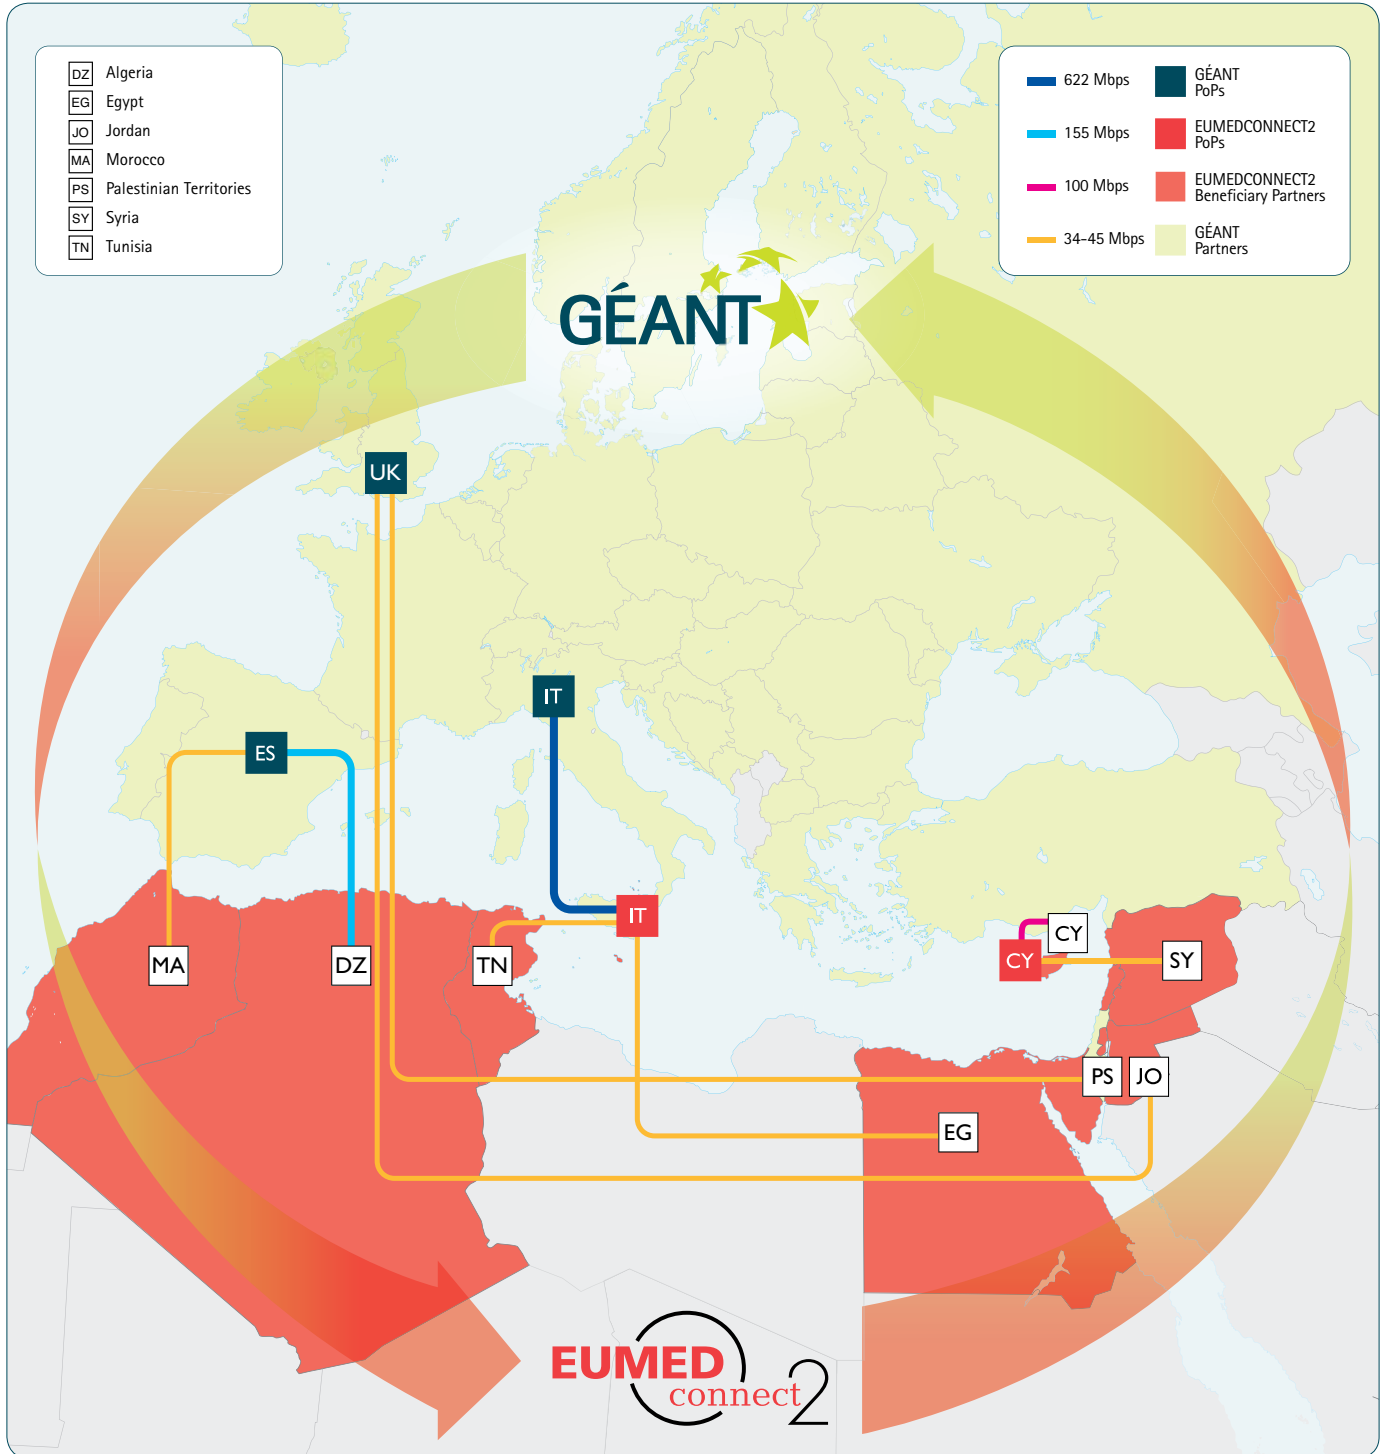 DZ Algeria
EG Egypt
JO Jordan
MA Morocco
PS Palestinian Territories
SY Syria
TN Tunisia
622 Mbps
GÉANT
PoPs
155 Mbps
EUMEDCONNECT2
PoPs
100 Mbps
EUMEDCONNECT2
Beneficiary Partners
34-45 Mbps
GÉANT
Partners
GÉANT
UK
IT
ES
IT
CY
CY
SY
MA
DZ
TN
PS
JO
EG
EUMED
connect2